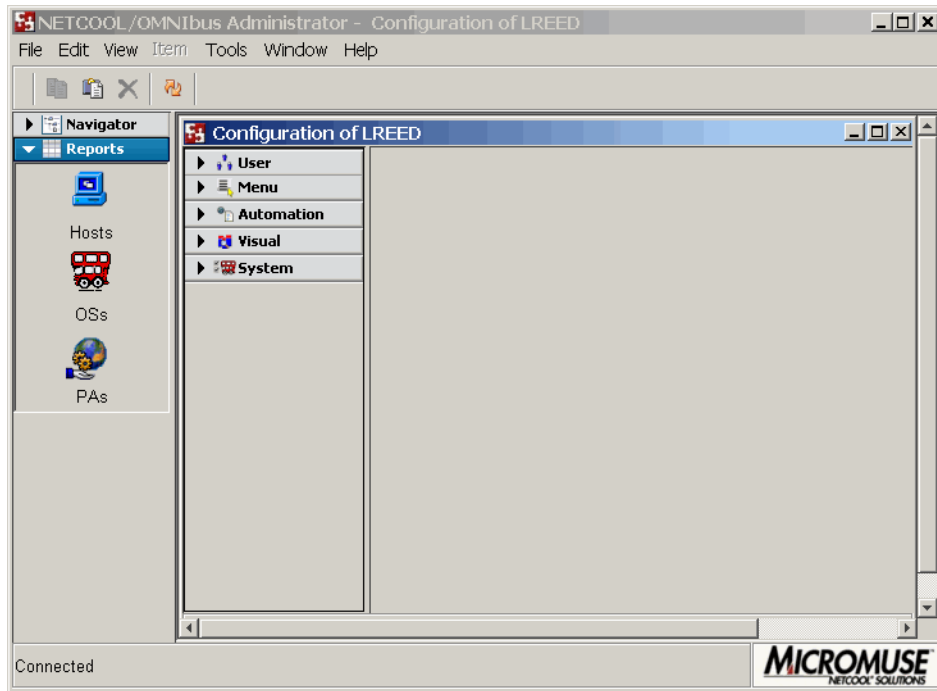 NETCOOL/OMNIbus Administrator - Configuration of LREED
File Edit View Item Tools Window Help
Navigator
Reports
Hosts
OSs
PAs
Configuration of LREED
User
Menu
Automation
Visual
System
Connected
MICROMUSE
NETCOOL® SOLUTIONS